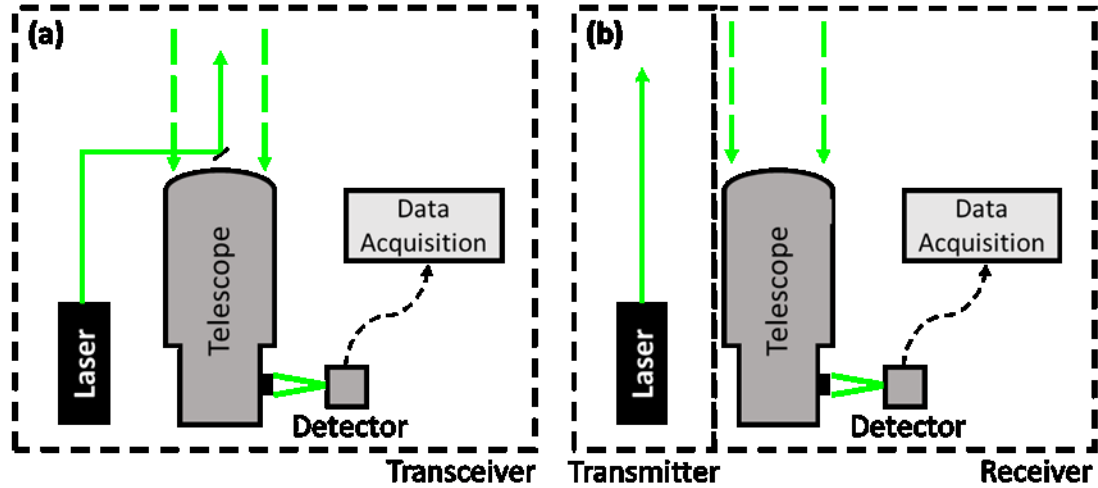 (a)
Telescope
Data
Acquisition
Laser
Detector
Transceiver
(b)
Telescope
Data
Acquisition
Laser
Detector
Transmitter
Receiver